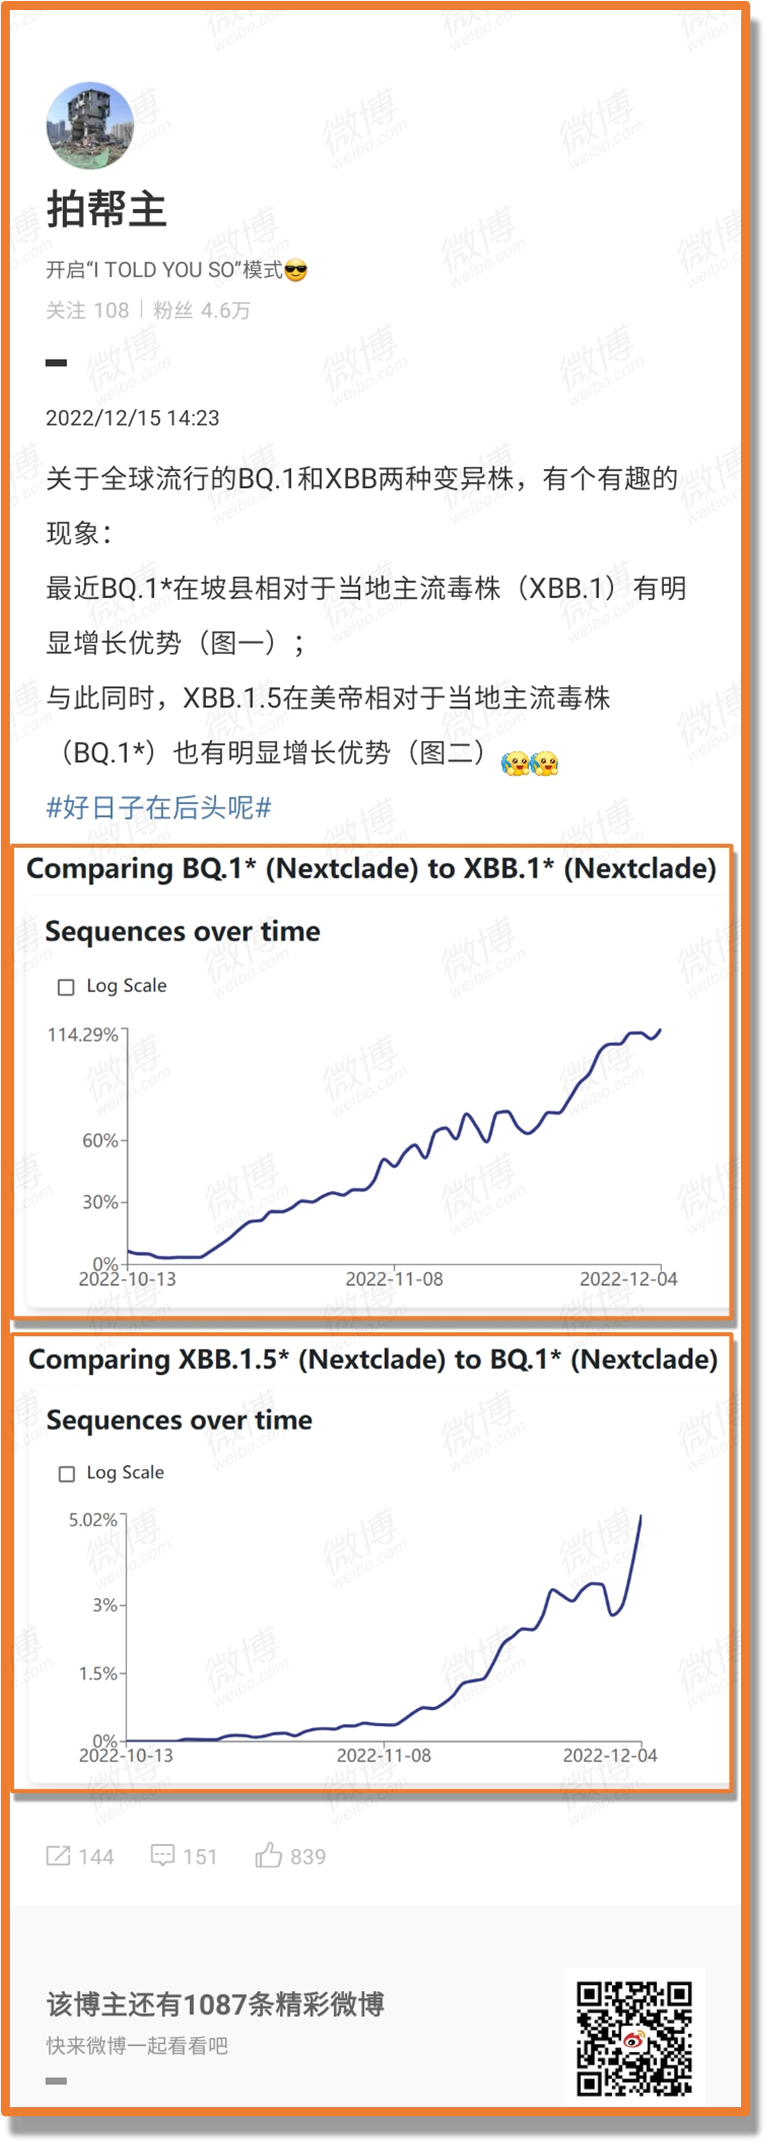 拍帮主
开启“I TOLD YOU SO”模式😎
关注 108 | 粉丝 4.6万
2022/12/15 14:23
关于全球流行的BQ.1和XBB两种变异株，有个有趣的
现象：
最近BQ.1*在坡县相对于当地主流毒株（XBB.1）有明
显增长优势（图一）；
与此同时，XBB.1.5在美帝相对于当地主流毒株
（BQ.1*）也有明显增长优势（图二）
#好日子在后头呢#
Comparing BQ.1* (Nextclade) to XBB.1* (Nextclade)
Sequences over time
Log Scale
114.29%
60%
30%
0%
2022-10-13 2022-11-08 2022-12-04
Comparing XBB.1.5* (Nextclade) to BQ.1* (Nextclade)
Sequences over time
Log Scale
5.02%
3%
1.5%
0%
2022-10-13 2022-11-08 2022-12-04
144 151 839
该博主还有1087条精彩微博
快来微博一起看看吧
微博
weibo.com